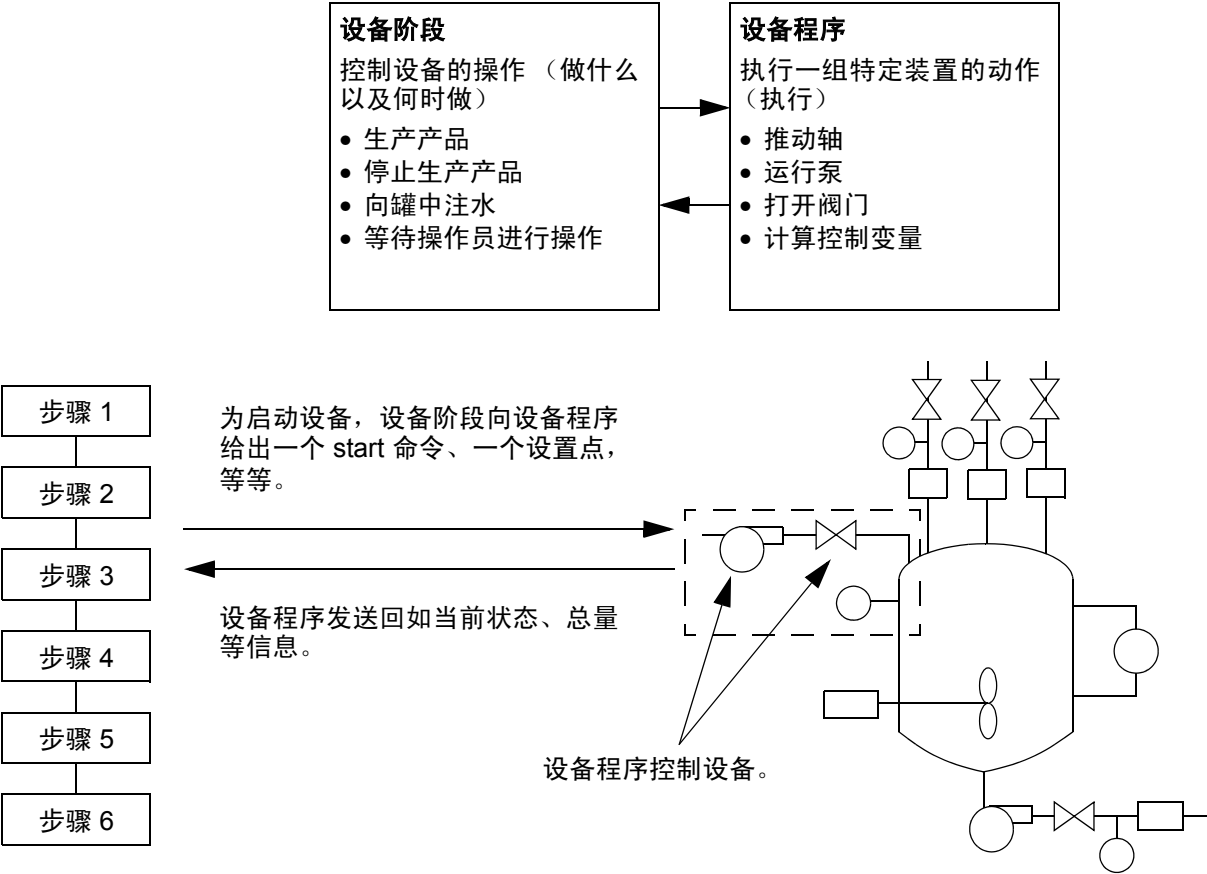 设备阶段
控制设备的操作 （做什么
以及何时做）
• 生产产品
• 停止生产产品
• 向罐中注水
• 等待操作员进行操作
设备程序
执行一组特定装置的动作
（执行）
• 推动轴
• 运行泵
• 打开阀门
• 计算控制变量
步骤 1
步骤 2
步骤 3
步骤 4
步骤 5
步骤 6
为启动设备，设备阶段向设备程序
给出一个 start 命令、一个设置点，
等等。
设备程序发送回如当前状态、总量
等信息。
设备程序控制设备。